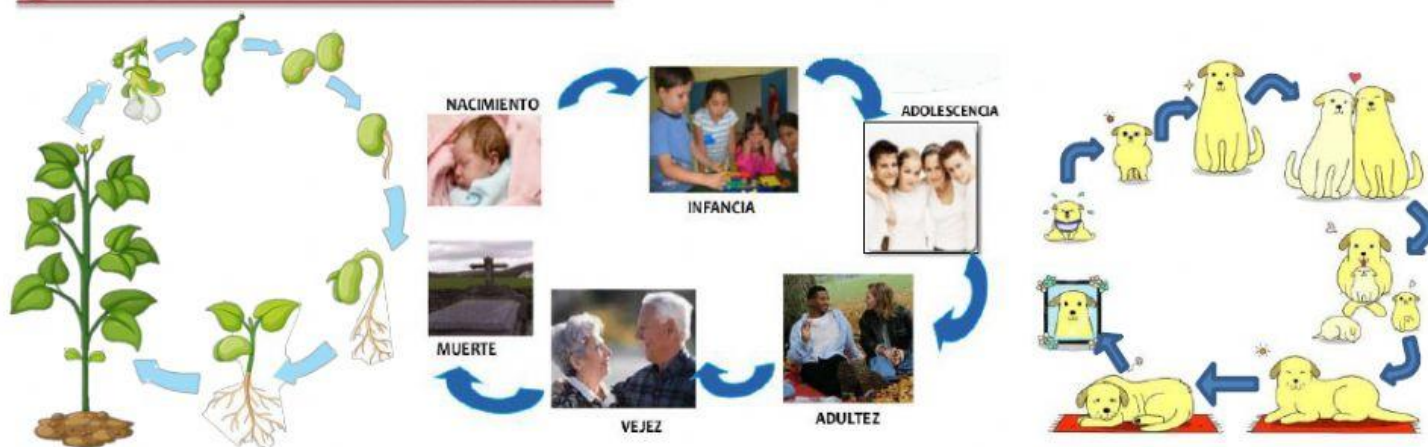 NACIMIENTO
INFANCIA
ADOLESCENCIA
ADULTEZ
VEJEZ
MUERTE